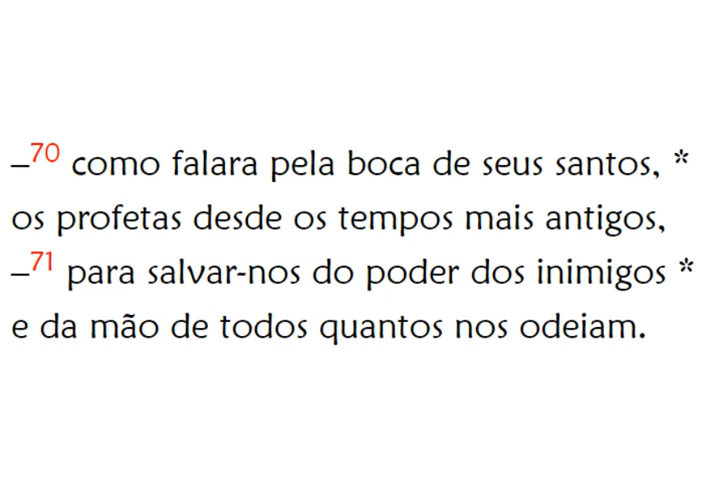 –70 como falara pela boca de seus santos, *
os profetas desde os tempos mais antigos,
–71 para salvar-nos do poder dos inimigos *
e da mão de todos quantos nos odeiam.